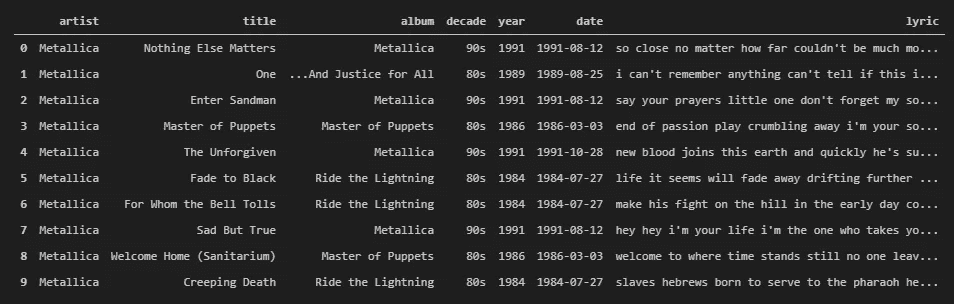 artist title album decade year date lyric
0 Metallica Nothing Else Matters Metallica 90s 1991 1991-08-12 so close no matter how far couldn't be much mo...
1 Metallica One ...And Justice for All 80s 1989 1989-08-25 i can't remember anything can't tell if this i...
2 Metallica Enter Sandman Metallica 90s 1991 1991-08-12 say your prayers little one don't forget my so...
3 Metallica Master of Puppets Master of Puppets 80s 1986 1986-03-03 end of passion play crumbling away i'm your so...
4 Metallica The Unforgiven Metallica 90s 1991 1991-10-28 new blood joins this earth and quickly he's su...
5 Metallica Fade to Black Ride the Lightning 80s 1984 1984-07-27 life it seems will fade away drifting further ...
6 Metallica For Whom the Bell Tolls Ride the Lightning 80s 1984 1984-07-27 make his fight on the hill in the early day co...
7 Metallica Sad But True Metallica 90s 1991 1991-08-12 hey hey i'm your life i'm the one who takes yo...
8 Metallica Welcome Home (Sanitarium) Master of Puppets 80s 1986 1986-03-03 welcome to where time stands still no one leav...
9 Metallica Creeping Death Ride the Lightning 80s 1984 1984-07-27 slaves hebrews born to serve to the pharaoh he...